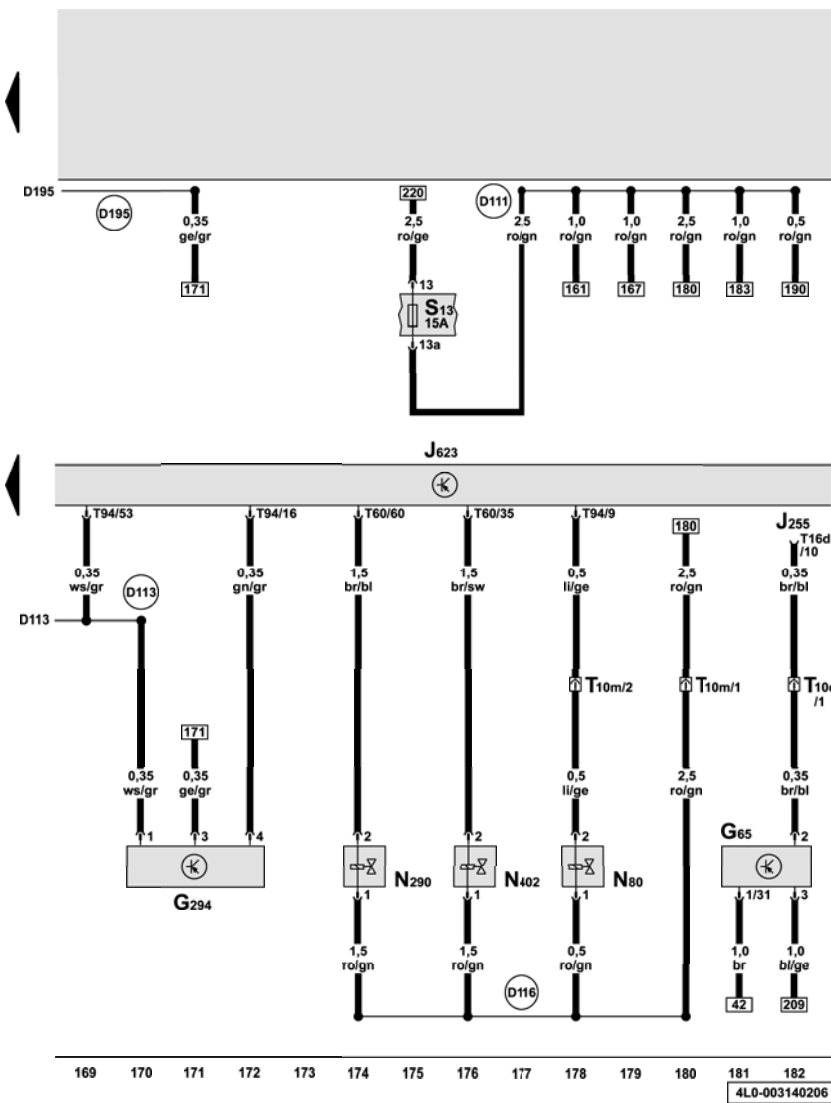 D195
D195
220
D111
0,35
ge/gr
2,5
ro/ge
2.5
ro/gn
1,0
ro/gn
1,0
ro/gn
2,5
ro/gn
1,0
ro/gn
0,5
ro/gn
171
13
161
167
180
183
190
S13
15A
13a
J623
T94/53
T94/16
T60/60
T60/35
T94/9
180
J255
T16d
/10
0,35
ws/gr
D113
0,35
gn/gr
1,5
br/bl
1,5
br/sw
0,5
li/ge
2,5
ro/gn
0,35
br/bl
D113
T10m/2
T10m/1
/1
171
0,35
ws/gr
0,35
ge/gr
0,5
li/ge
2,5
ro/gn
0,35
br/bl
1
3
4
2
2
2
G65
2
G294
N290
N402
N80
1
1
1
1/31
3
1,5
ro/gn
1,5
ro/gn
0,5
ro/gn
D116
1,0
br
1,0
bl/ge
42
209
169 170 171 172 173 174 175 176 177 178 179 180 181 182
4L0-003140206